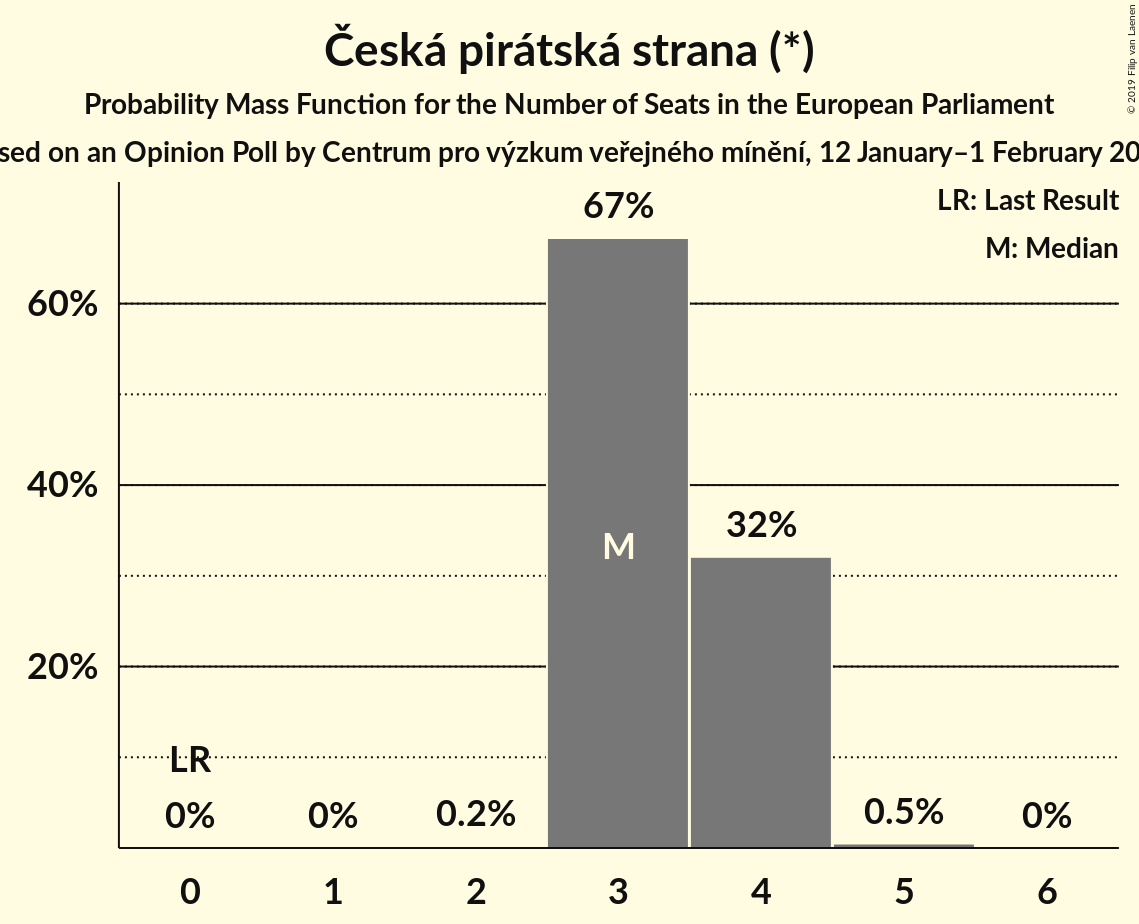 Česká pirátská strana (*)
Probability Mass Function for the Number of Seats in the European Parliament
sed on an Opinion Poll by Centrum pro výzkum veřejného mínění, 12 January–1 February 20
© 2019 Filip van Laenen
LR: Last Result
M: Median
67%
60%
40%
32%
M
20%
LR
0%
0%
0.2%
0.5%
0%
0
1
2
3
4
5
6